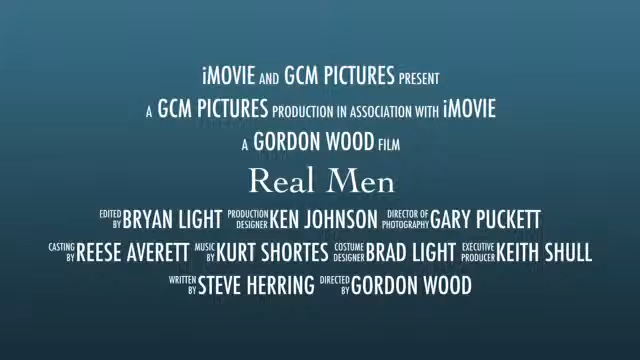 iMOVIE AND GCM PICTURES PRESENT
A GCM PICTURES PRODUCTION IN ASSOCIATION WITH iMOVIE
A GORDON WOOD FILM
Real Men
EDITED BY BRYAN LIGHT PRODUCTION DESIGNER KEN JOHNSON DIRECTOR OF PHOTOGRAPHY GARY PUCKETT
CASTING BY REESE AVERETT MUSIC BY KURT SHORTES COSTUME DESIGNER BRAD LIGHT EXECUTIVE PRODUCER KEITH SHULL
WRITTEN BY STEVE HERRING DIRECTED BY GORDON WOOD